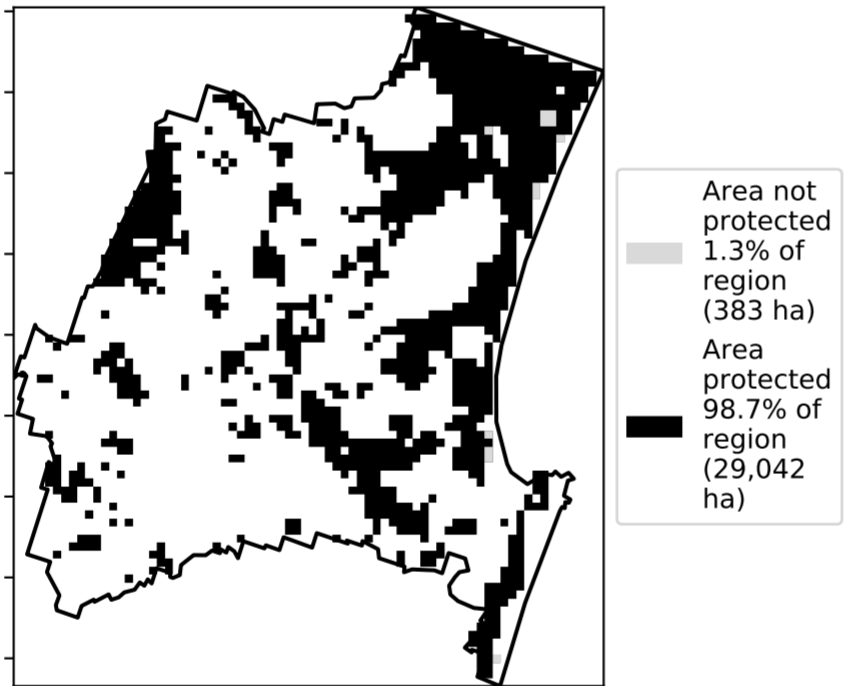 Area not
protected
1.3% of
region
(383 ha)
Area
protected
98.7% of
region
(29,042
ha)